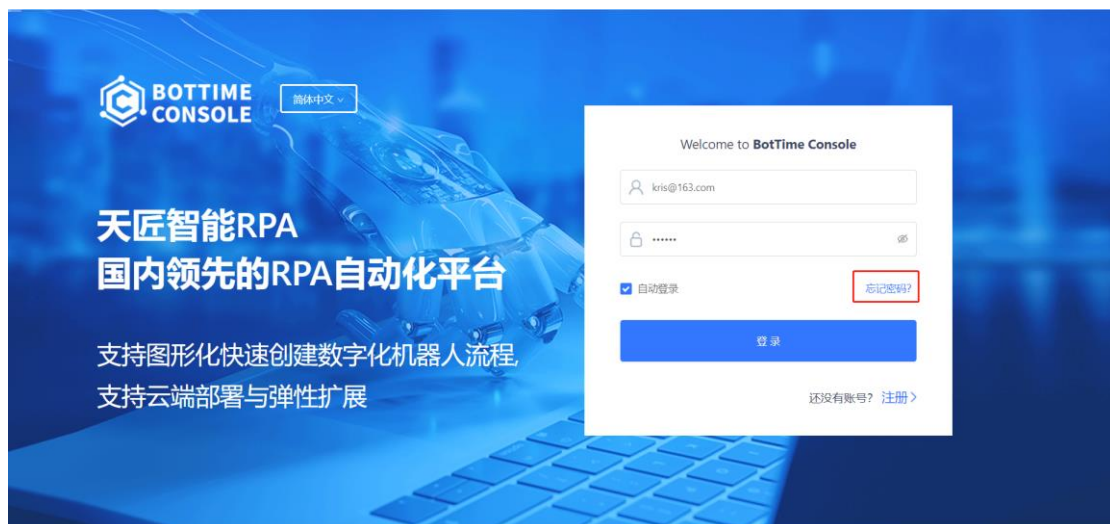 BOTTIME
CONSOLE
简体中文
天匠智能RPA
国内领先的RPA自动化平台
支持图形化快速创建数字化机器人流程,
支持云端部署与弹性扩展
Welcome to BotTime Console
kris@163.com
••••••
自动登录
忘记密码?
登 录
还没有账号? 注册 >